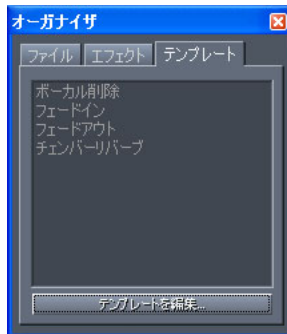 オーガナイザ
ファイル エフェクト テンプレート
ボーカル削除
フェードイン
フェードアウト
チェンバーリバーブ
テンプレートを編集...